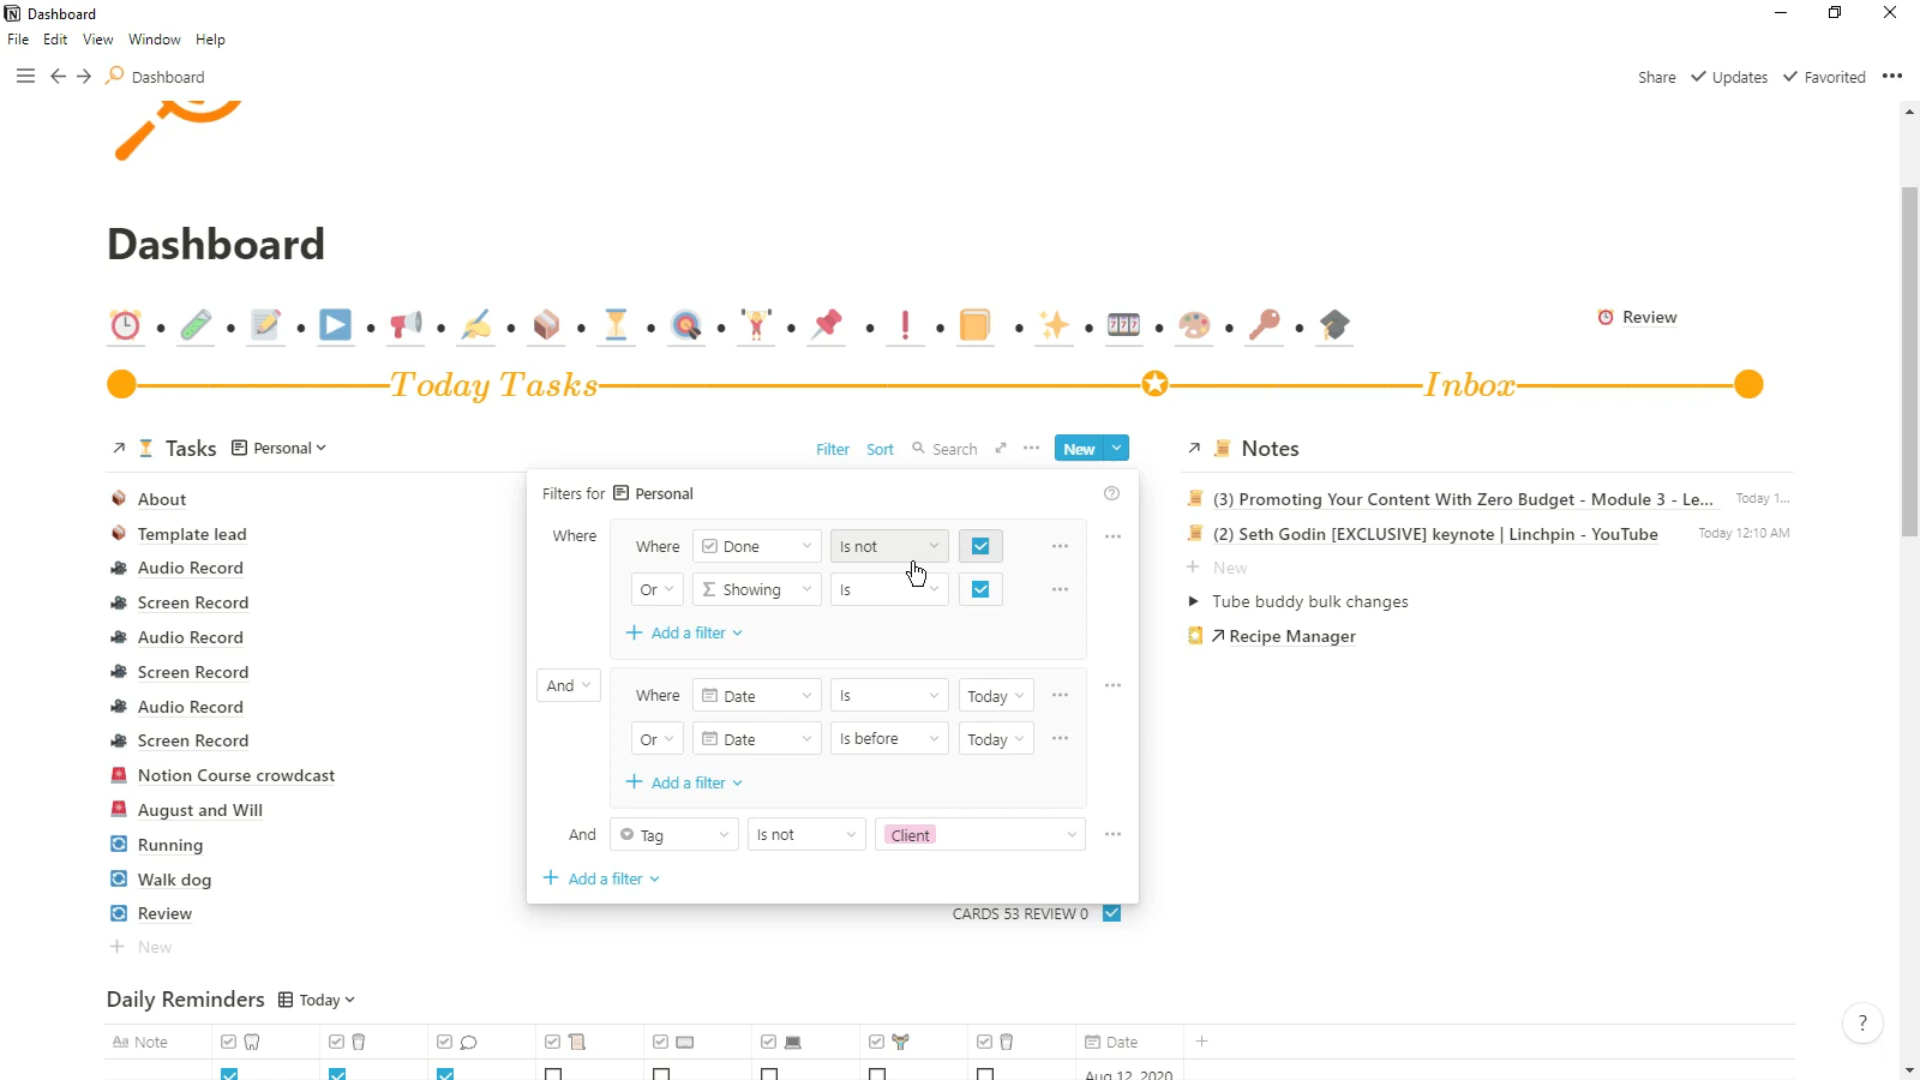 Dashboard
File Edit View Window Help
Dashboard
Share Updates Favorited
Dashboard
Review
Today Tasks
Inbox
Tasks Personal
Filter Sort Search New
Notes
Filters for Personal
About
Template lead
Audio Record
Screen Record
Audio Record
Screen Record
Audio Record
Screen Record
Notion Course crowdcast
August and Will
Running
Walk dog
Review
+ New
Where
Where Done Is not
Or Showing Is
+ Add a filter
And
Where Date Is Today
Or Date Is before Today
+ Add a filter
And Tag Is not Client
+ Add a filter
CARDS 53 REVIEW 0
(3) Promoting Your Content With Zero Budget - Module 3 - Le... Today 1...
(2) Seth Godin [EXCLUSIVE] keynote | Linchpin - YouTube Today 12:10 AM
+ New
Tube buddy bulk changes
Recipe Manager
Daily Reminders Today
Aa Note
Date
+
Aug 12, 2020
?